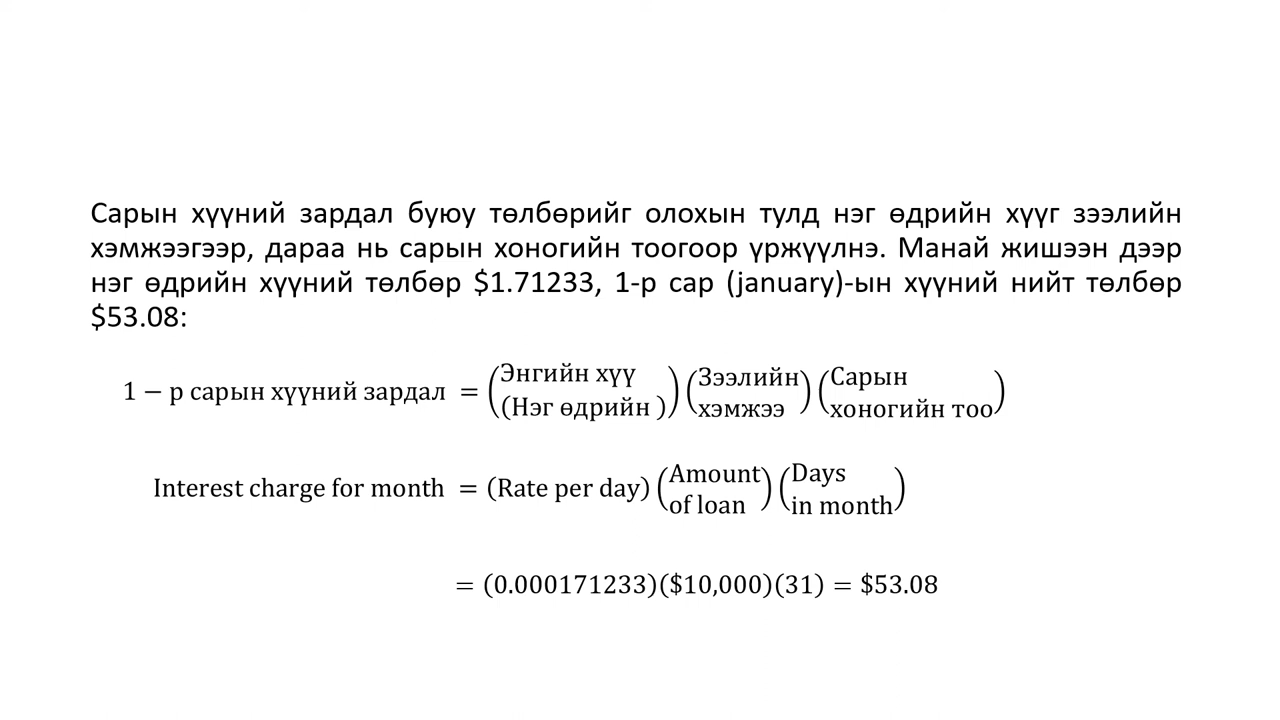 Сарын хүүний зардал буюу төлбөрийг олохын тулд нэг өдрийн хүүг зээлийн
хэмжээгээр, дараа нь сарын хоногийн тоогоор үржүүлнэ. Манай жишээн дээр
нэг өдрийн хүүний төлбөр $1.71233, 1-р сар (january)-ын хүүний нийт төлбөр
$53.08:
1 − р сарын хүүний зардал = (Энгийн хүү (Нэг өдрийн )) (Зээлийн хэмжээ) (Сарын хоногийн тоо)
Interest charge for month = (Rate per day) (Amount of loan) (Days in month)
= (0.000171233)($10,000)(31) = $53.08